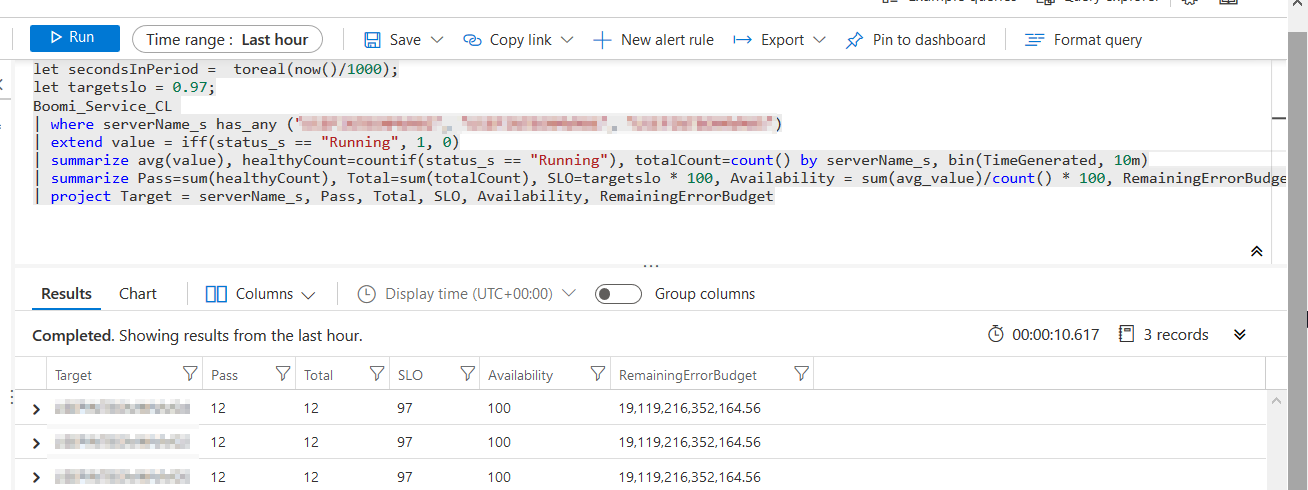 Example queries Query explorer
Run Time range : Last hour Save Copy link New alert rule Export Pin to dashboard Format query
let secondsInPeriod =  toreal(now()/1000);
let targetslo = 0.97;
Boomi_Service_CL
| where serverName_s has_any ("", "", "")
| extend value = iff(status_s == "Running", 1, 0)
| summarize avg(value), healthyCount=countif(status_s == "Running"), totalCount=count() by serverName_s, bin(TimeGenerated, 10m)
| summarize Pass=sum(healthyCount), Total=sum(totalCount), SLO=targetslo * 100, Availability = sum(avg_value)/count() * 100, RemainingErrorBudge
| project Target = serverName_s, Pass, Total, SLO, Availability, RemainingErrorBudget
...
Results Chart Columns Display time (UTC+00:00) Group columns
Completed. Showing results from the last hour. 00:00:10.617 3 records
Target Pass Total SLO Availability RemainingErrorBudget
12 12 97 100 19,119,216,352,164.56
12 12 97 100 19,119,216,352,164.56
12 12 97 100 19,119,216,352,164.56